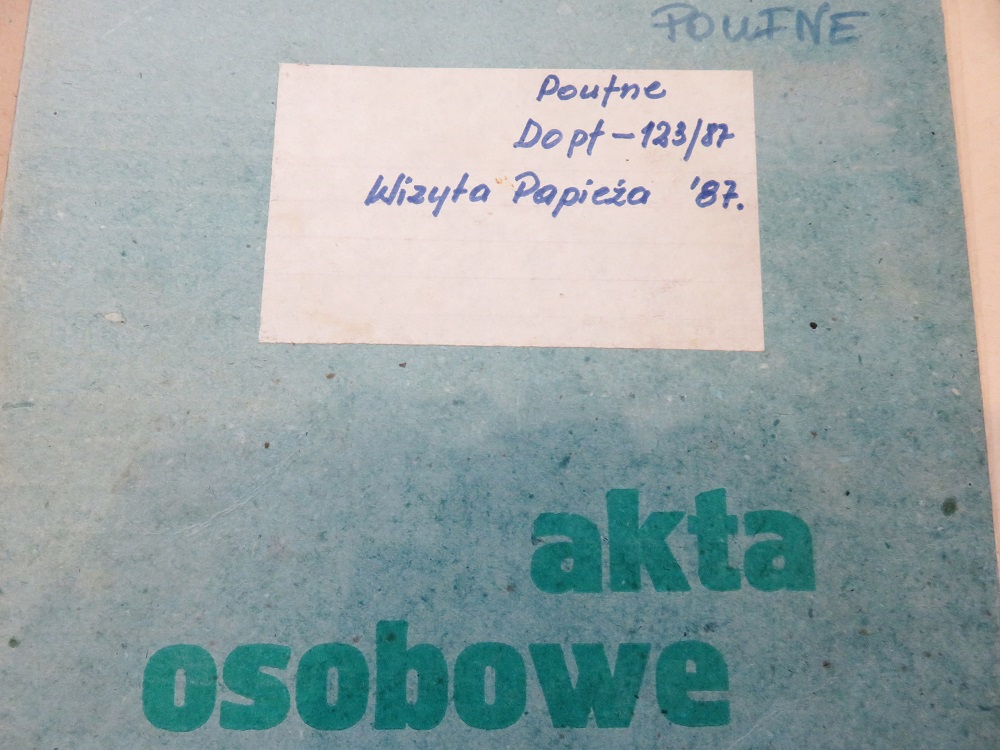 POUFNE
Poufne
Dopt - 123/87
Wizyta Papieża '87.
akta
osobowe